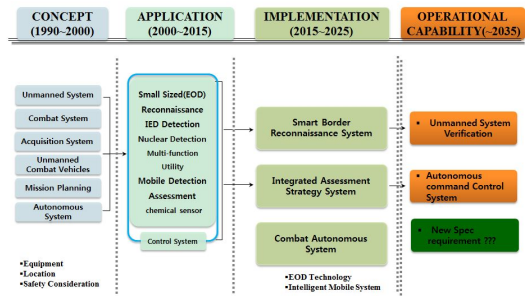 CONCEPT
(1990~2000)
APPLICATION
(2000~2015)
IMPLEMENTATION
(2015~2025)
OPERATIONAL
CAPABILITY(~2035)
Unmanned System
Combat System
Acquisition System
Unmanned
Combat Vehicles
Mission Planning
Autonomous
System
▪Equipment
▪Location
▪Safety Consideration
Small Sized(EOD)
Reconnaissance
IED Detection
Nuclear Detection
Multi-function
Utility
Mobile Detection
Assessment
chemical sensor
Control System
Smart Border
Reconnaissance System
Integrated Assessment
Strategy System
Combat Autonomous
System
▪EOD Technology
▪Intelligent Mobile System
• Unmanned System
Verification
• Autonomous
command Control
System
• New Spec
requirement ???